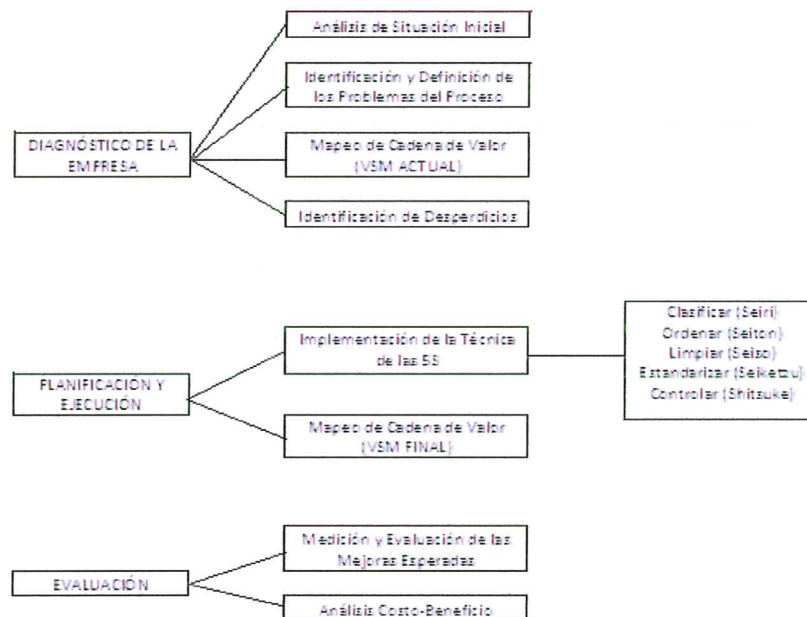 Análisis de Situación Inicial
Identificación y Definición de
los Problemas del Proceso
DIAGNÓSTICO DE LA
EMPRESA
Mapeo de Cadena de Valor
(VSM ACTUAL)
Identificación de Desperdicios
Implementación de la Técnica
de las 5S
Clasificar (Seiri)
Ordenar (Seiton)
Limpiar (Seiso)
Estandarizar (Seiketzu)
Controlar (Shitsuke)
PLANIFICACIÓN Y
EJECUCIÓN
Mapeo de Cadena de Valor
(VSM FINAL)
Medición y Evaluación de las
Mejoras Esperadas
EVALUACIÓN
Análisis Costo-Beneficio